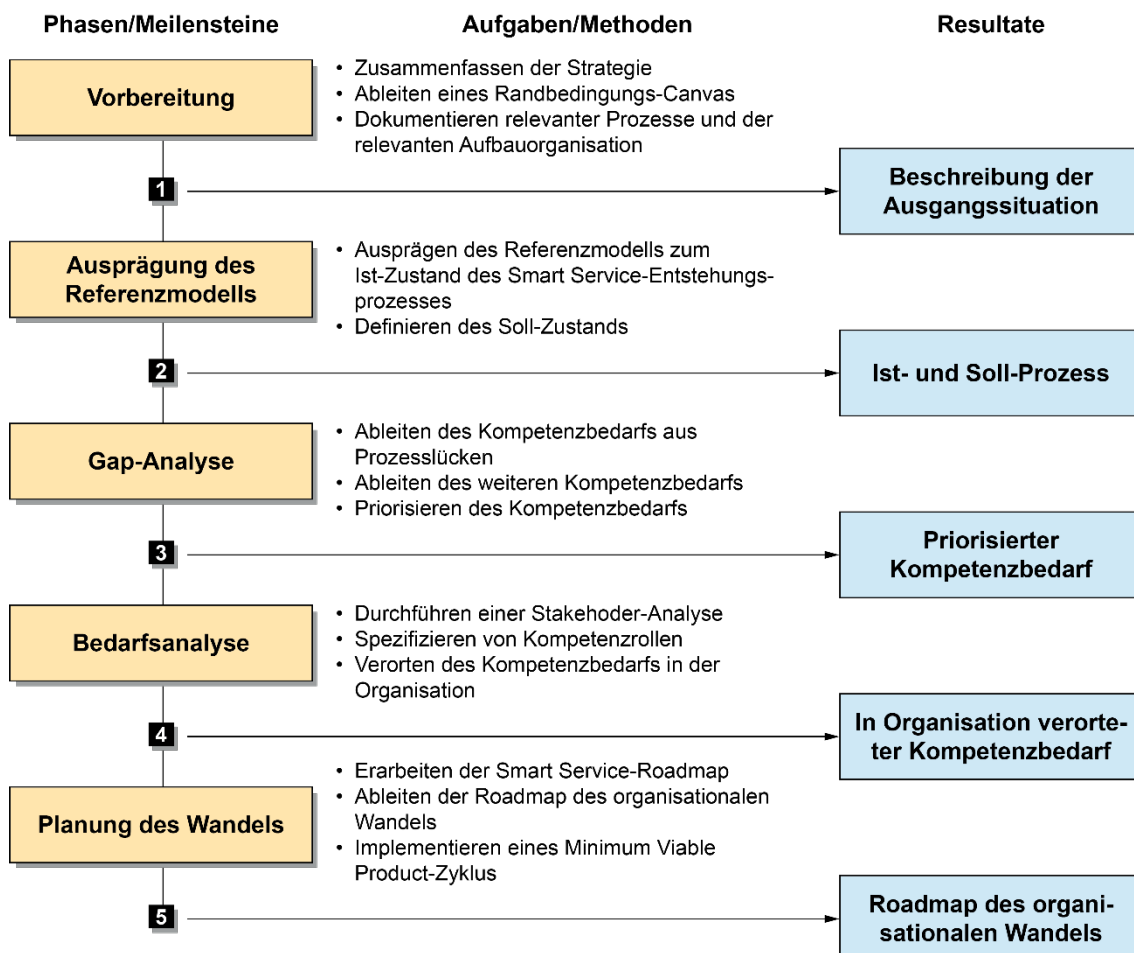 Phasen/Meilensteine
Aufgaben/Methoden
Resultate
Vorbereitung
• Zusammenfassen der Strategie
• Ableiten eines Randbedingungs-Canvas
• Dokumentieren relevanter Prozesse und der
relevanten Aufbauorganisation
1
Beschreibung der
Ausgangssituation
Ausprägung des
Referenzmodells
• Ausprägen des Referenzmodells zum
Ist-Zustand des Smart Service-Entstehungs-
prozesses
• Definieren des Soll-Zustands
2
Ist- und Soll-Prozess
Gap-Analyse
• Ableiten des Kompetenzbedarfs aus
Prozesslücken
• Ableiten des weiteren Kompetenzbedarfs
• Priorisieren des Kompetenzbedarfs
3
Priorisierter
Kompetenzbedarf
Bedarfsanalyse
• Durchführen einer Stakehoder-Analyse
• Spezifizieren von Kompetenzrollen
• Verorten des Kompetenzbedarfs in der
Organisation
4
In Organisation verorte-
ter Kompetenzbedarf
Planung des Wandels
• Erarbeiten der Smart Service-Roadmap
• Ableiten der Roadmap des organisationalen
Wandels
• Implementieren eines Minimum Viable
Product-Zyklus
5
Roadmap des organi-
sationalen Wandels